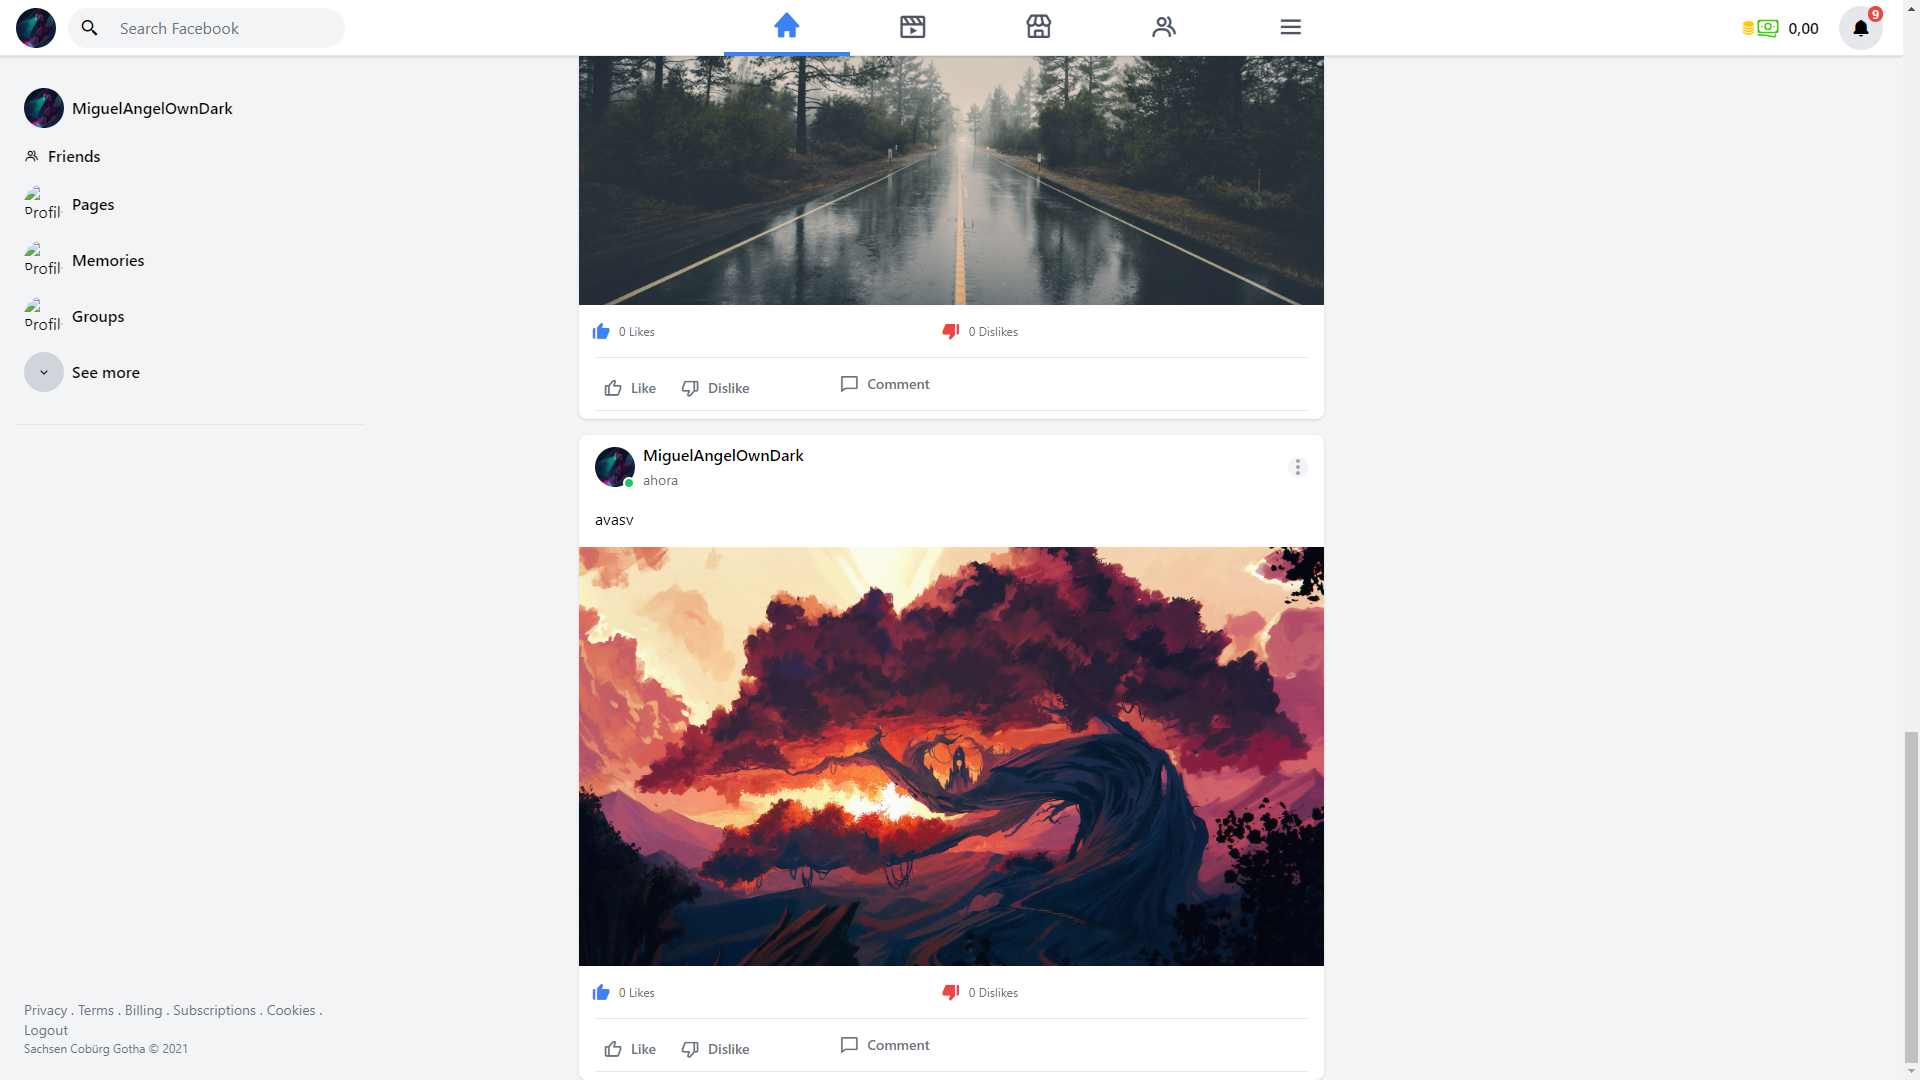 Search Facebook
0,00
9
MiguelAngelOwnDark
Friends
Profil
Pages
Profil
Memories
Profil
Groups
See more
0 Likes
0 Dislikes
Like
Dislike
Comment
MiguelAngelOwnDark
ahora
avasv
0 Likes
0 Dislikes
Like
Dislike
Comment
Privacy . Terms . Billing . Subscriptions . Cookies .
Logout
Sachsen Cobürg Gotha © 2021